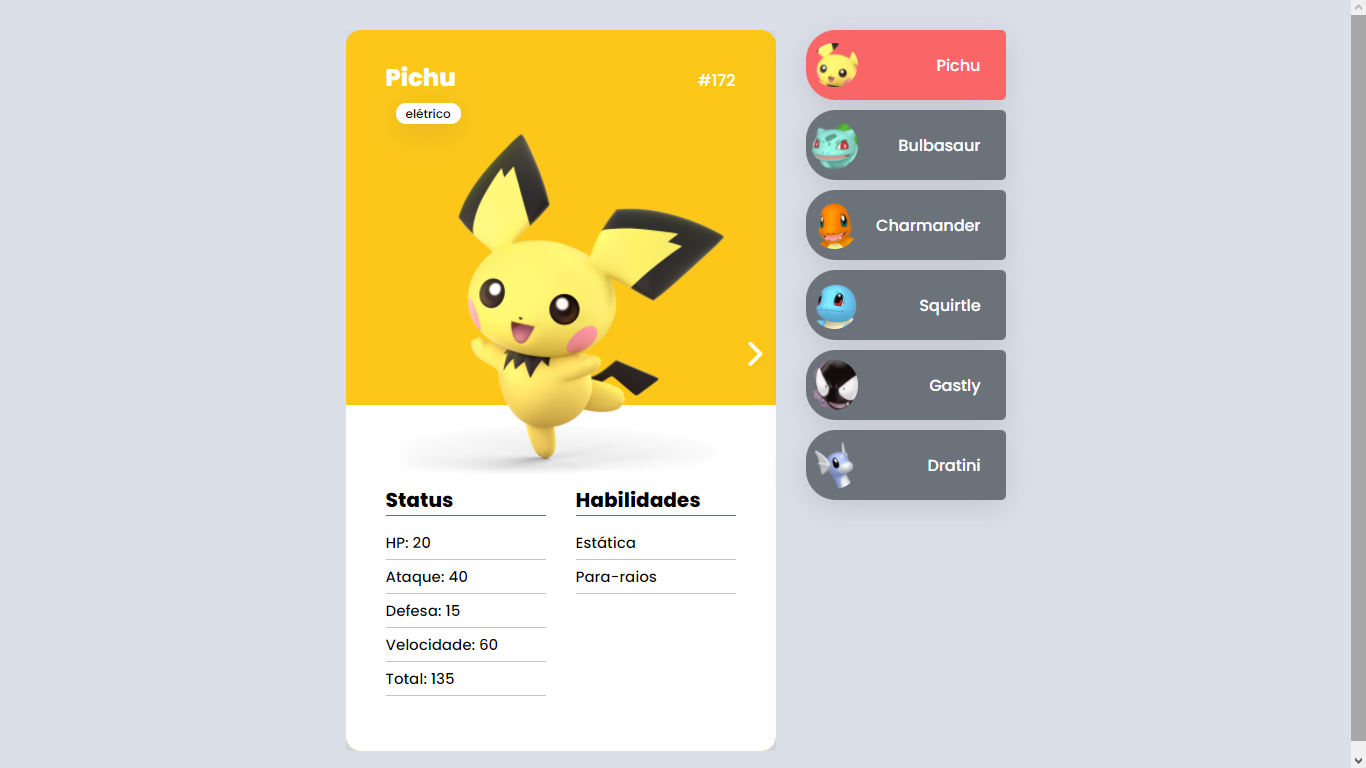 Pichu
#172
elétrico
Status
HP: 20
Ataque: 40
Defesa: 15
Velocidade: 60
Total: 135
Habilidades
Estática
Para-raios
Pichu
Bulbasaur
Charmander
Squirtle
Gastly
Dratini